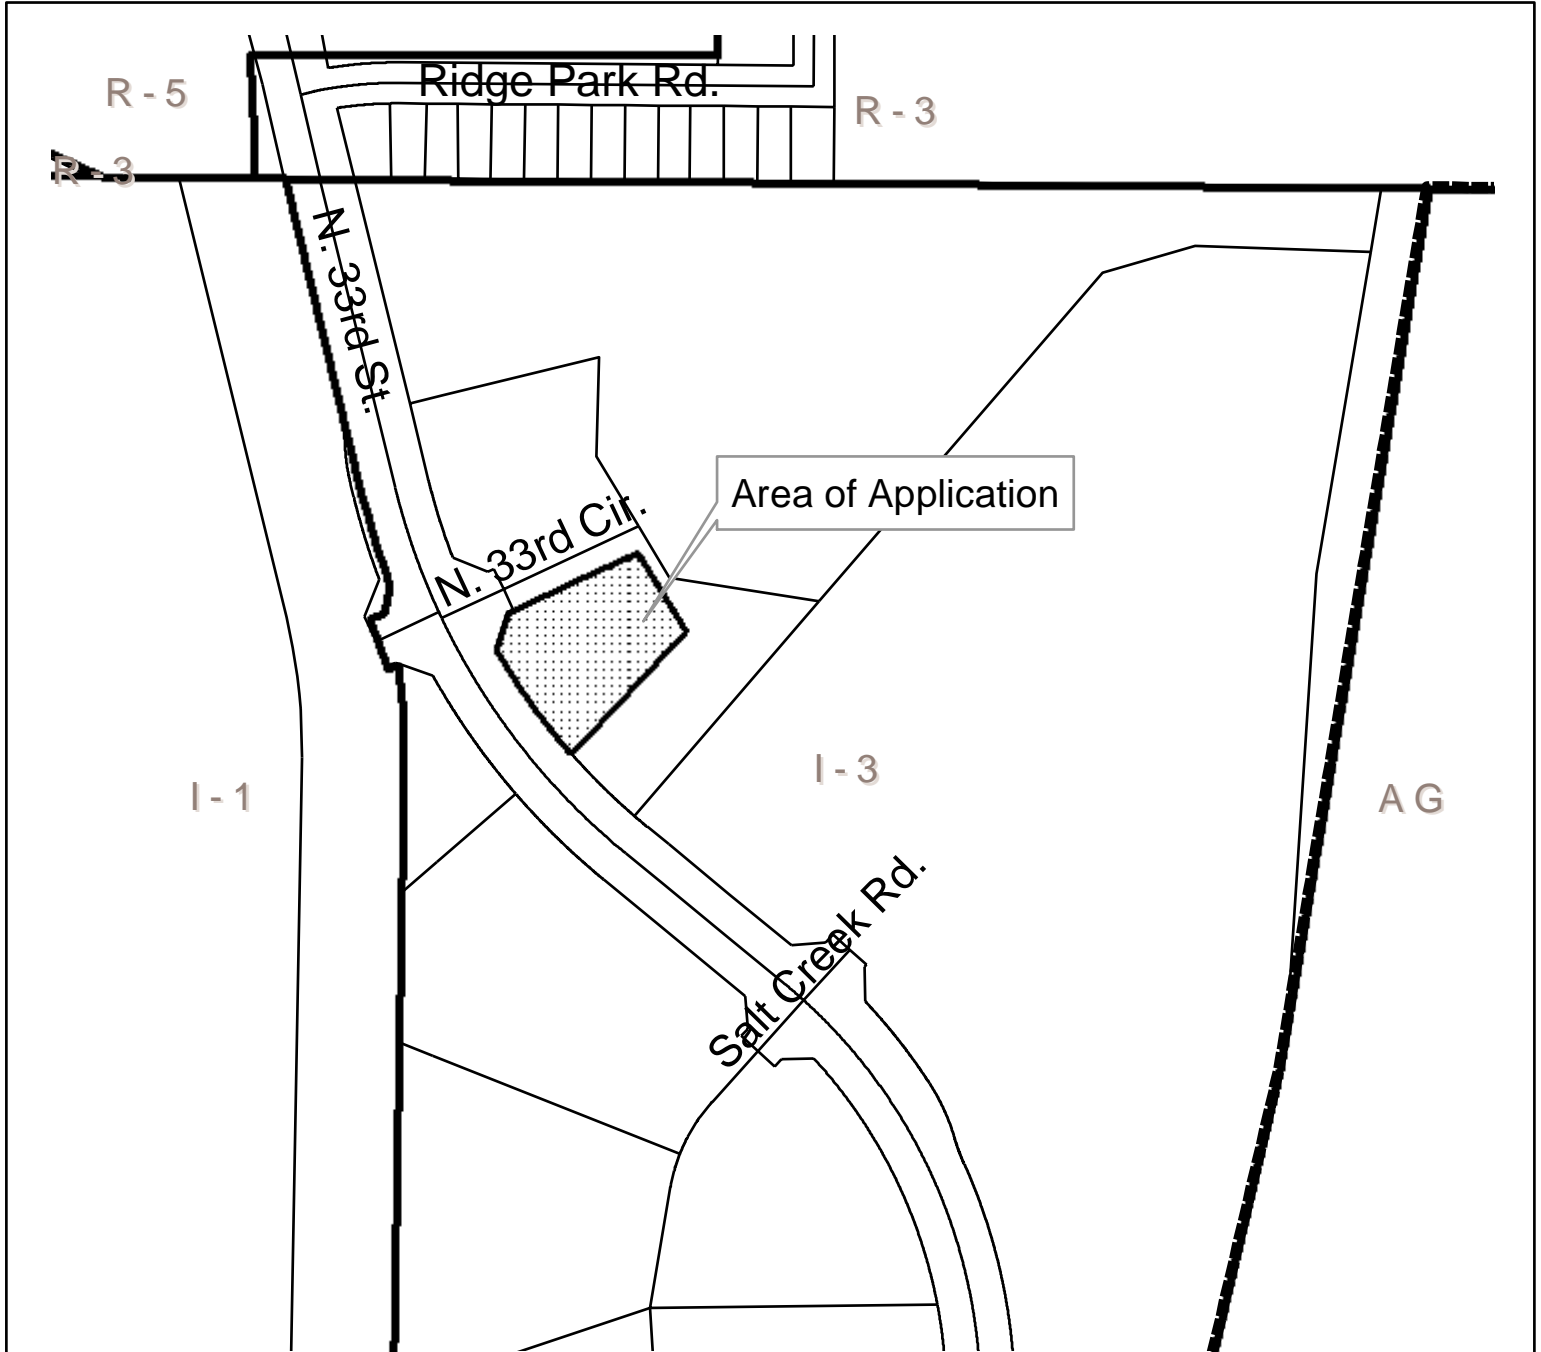 Ridge Park Rd.
R - 5
R - 3
R - 3
N. 33rd St.
Area of Application
N. 33rd Cir.
I - 3
I - 1
A G
Salt Creek Rd.